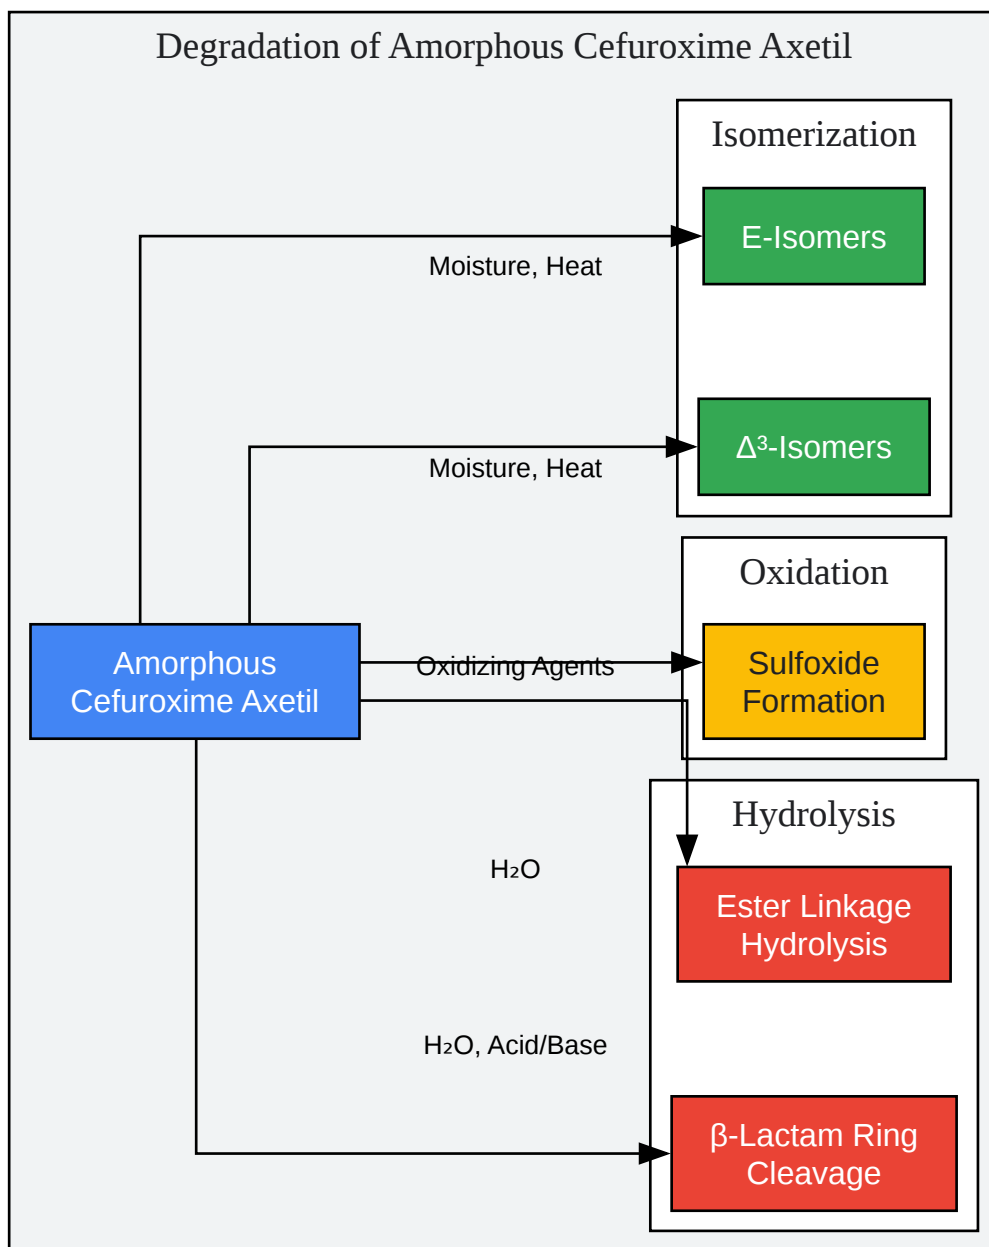 Degradation of Amorphous Cefuroxime Axetil
Isomerization
E-Isomers
Moisture, Heat
Δ³-Isomers
Moisture, Heat
Oxidation
Amorphous
Cefuroxime Axetil
Oxidizing Agents
Sulfoxide
Formation
Hydrolysis
H₂O
Ester Linkage
Hydrolysis
H₂O, Acid/Base
β-Lactam Ring
Cleavage